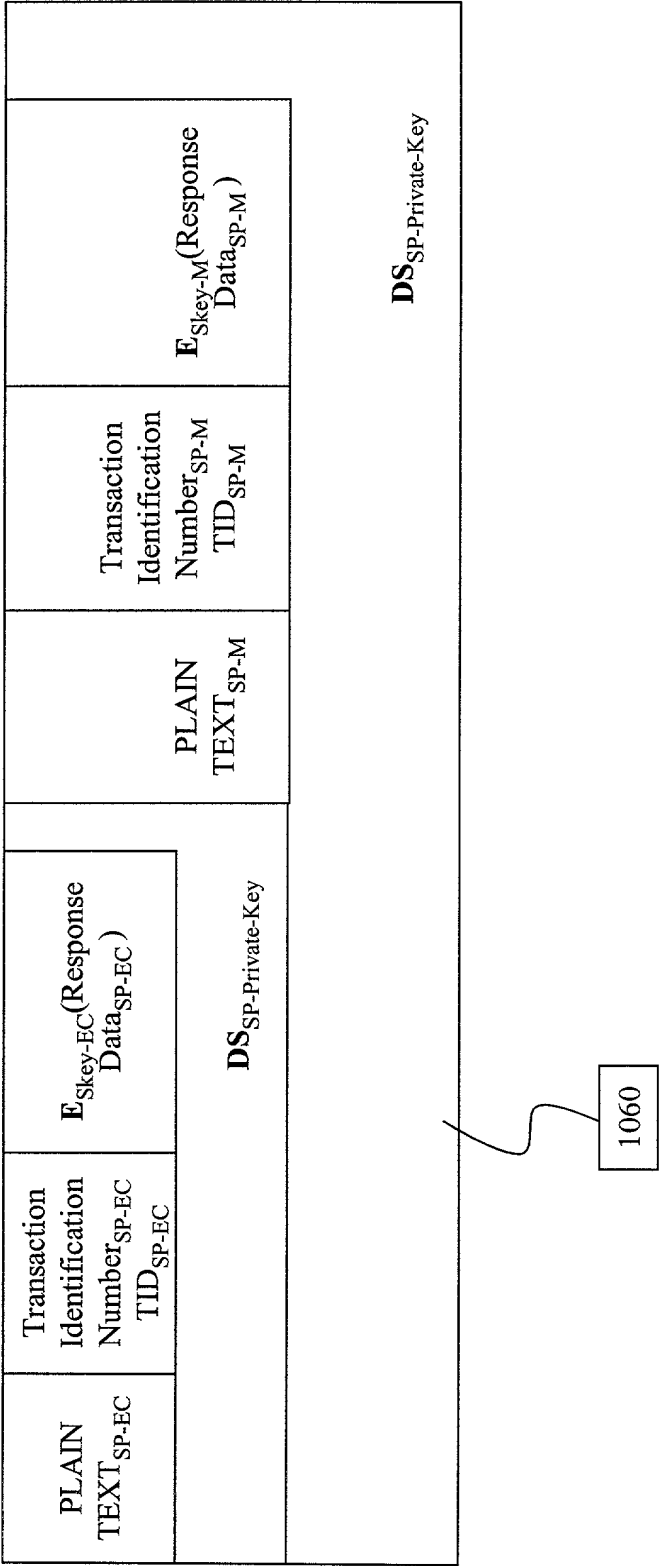 PLAIN
TEXT_SP-EC
Transaction
Identification
Number_SP-EC
TID_SP-EC
E_Skey-EC(Response
Data_SP-EC)
DS_SP-Private-Key
PLAIN
TEXT_SP-M
Transaction
Identification
Number_SP-M
TID_SP-M
E_Skey-M(Response
Data_SP-M)
DS_SP-Private-Key
1060